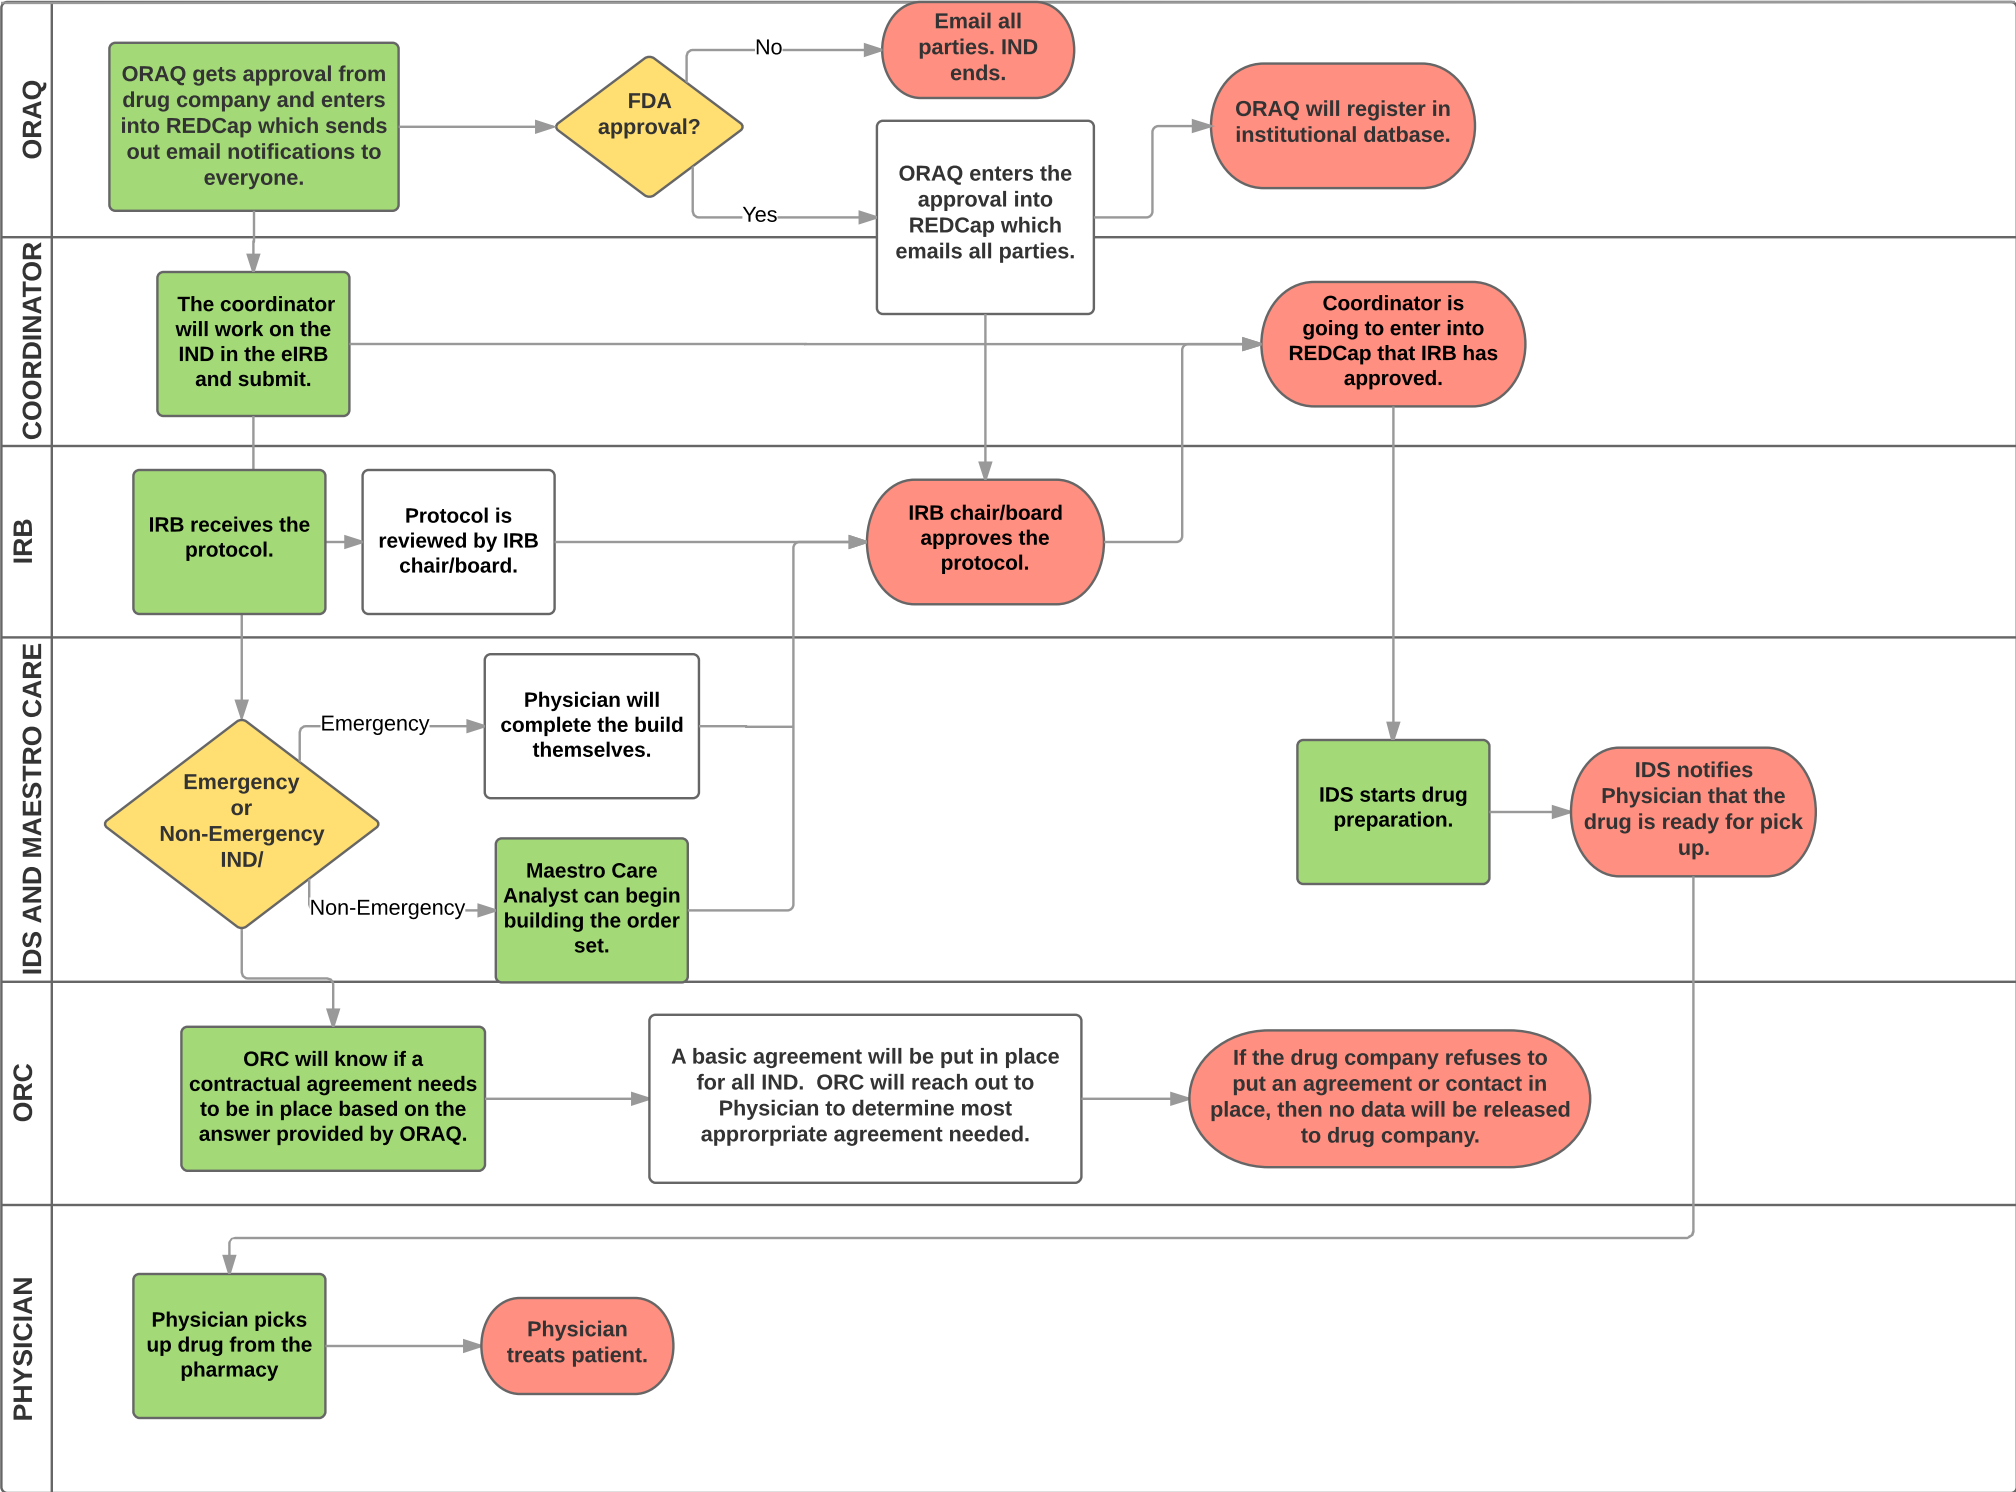 ORAQ
ORAQ gets approval from
drug company and enters
into REDCap which sends
out email notifications to
everyone.
FDA
approval?
No
Yes
Email all
parties. IND
ends.
ORAQ enters the
approval into
REDCap which
emails all parties.
ORAQ will register in
institutional datbase.
COORDINATOR
The coordinator
will work on the
IND in the eIRB
and submit.
Coordinator is
going to enter into
REDCap that IRB has
approved.
IRB
IRB receives the
protocol.
Protocol is
reviewed by IRB
chair/board.
IRB chair/board
approves the
protocol.
IDS AND MAESTRO CARE
Emergency
or
Non-Emergency
IND/
Emergency
Non-Emergency
Physician will
complete the build
themselves.
Maestro Care
Analyst can begin
building the order
set.
IDS starts drug
preparation.
IDS notifies
Physician that the
drug is ready for pick
up.
ORC
ORC will know if a
contractual agreement needs
to be in place based on the
answer provided by ORAQ.
A basic agreement will be put in place
for all IND.  ORC will reach out to
Physician to determine most
approrpriate agreement needed.
If the drug company refuses to
put an agreement or contact in
place, then no data will be released
to drug company.
PHYSICIAN
Physician picks
up drug from the
pharmacy
Physician
treats patient.